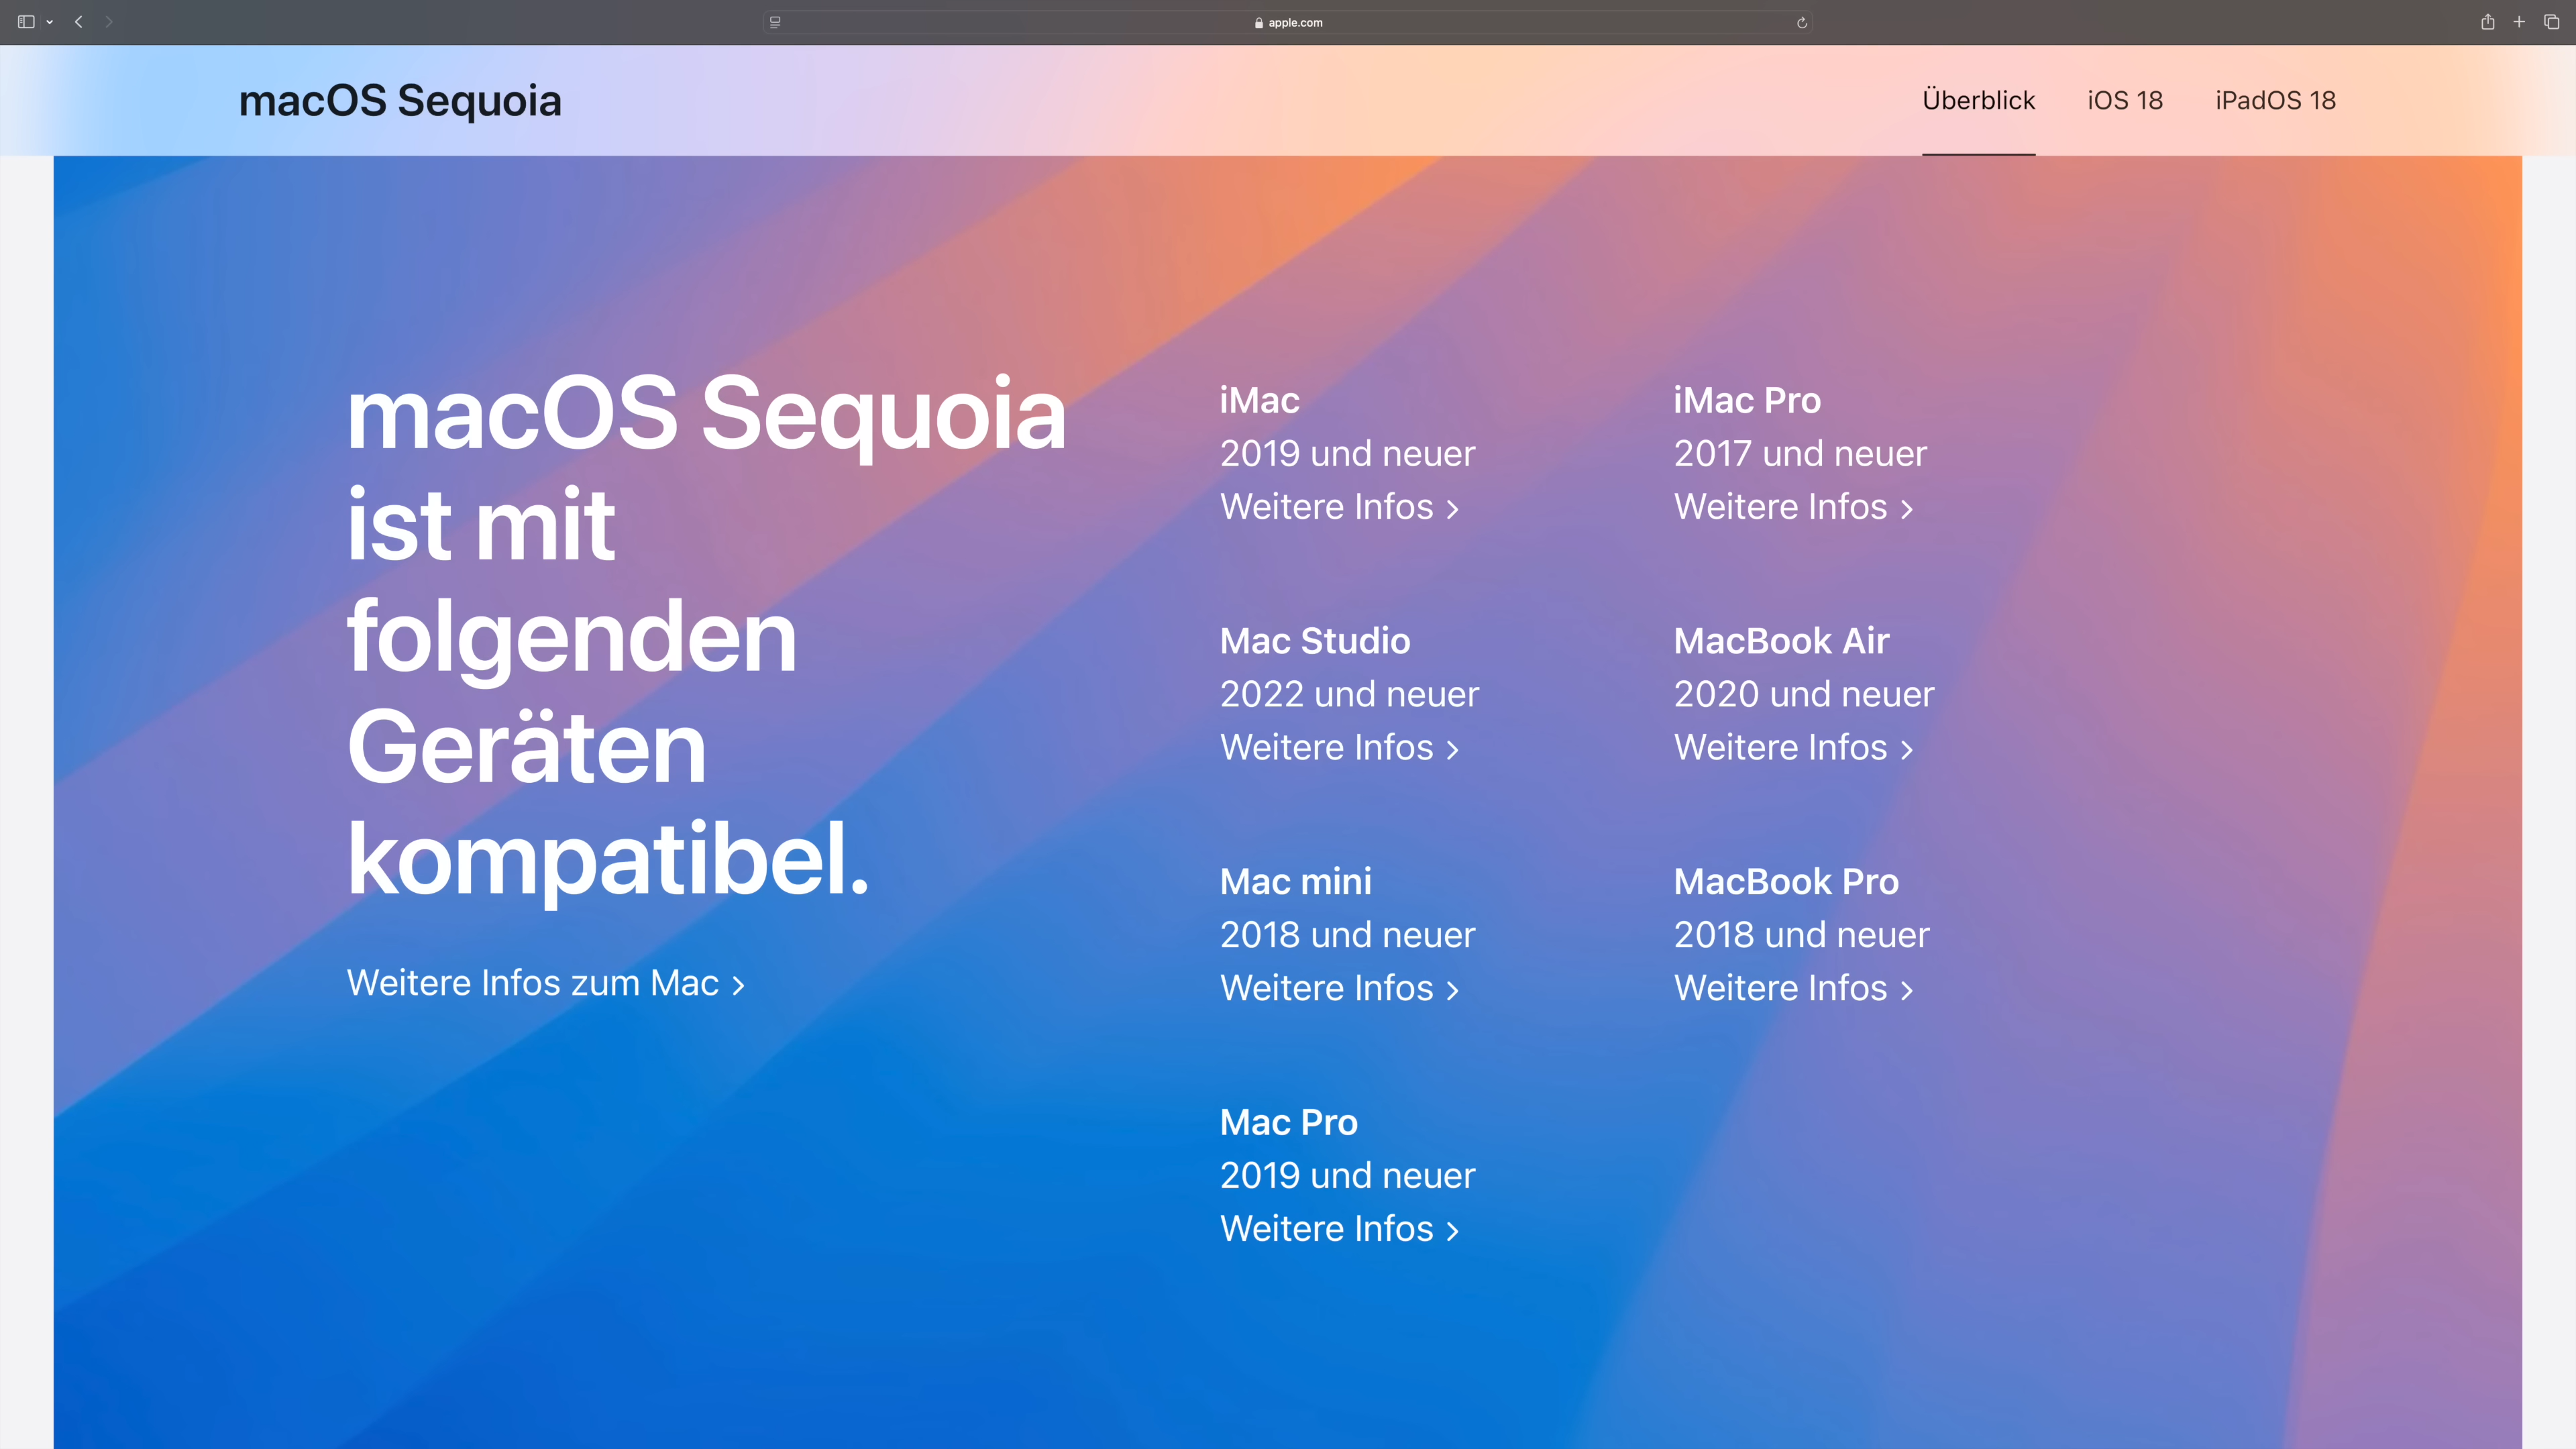 apple.com
macOS Sequoia
Überblick
iOS 18
iPadOS 18
macOS Sequoia
ist mit
folgenden
Geräten
kompatibel.
Weitere Infos zum Mac >
iMac
2019 und neuer
Weitere Infos >
iMac Pro
2017 und neuer
Weitere Infos >
Mac Studio
2022 und neuer
Weitere Infos >
MacBook Air
2020 und neuer
Weitere Infos >
Mac mini
2018 und neuer
Weitere Infos >
MacBook Pro
2018 und neuer
Weitere Infos >
Mac Pro
2019 und neuer
Weitere Infos >